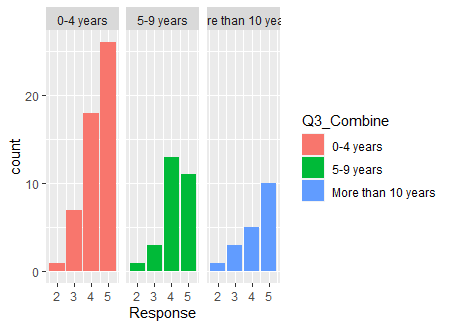 0-4 years
5-9 years
re than 10 yea
20
10
0
count
2 3 4 5
2 3 4 5
2 3 4 5
Response
Q3_Combine
0-4 years
5-9 years
More than 10 years